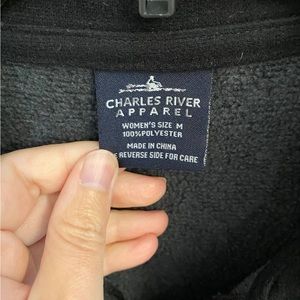 CHARLES RIVER
APPAREL
WOMEN'S SIZE M
100%POLYESTER
MADE IN CHINA
E REVERSE SIDE FOR CARE